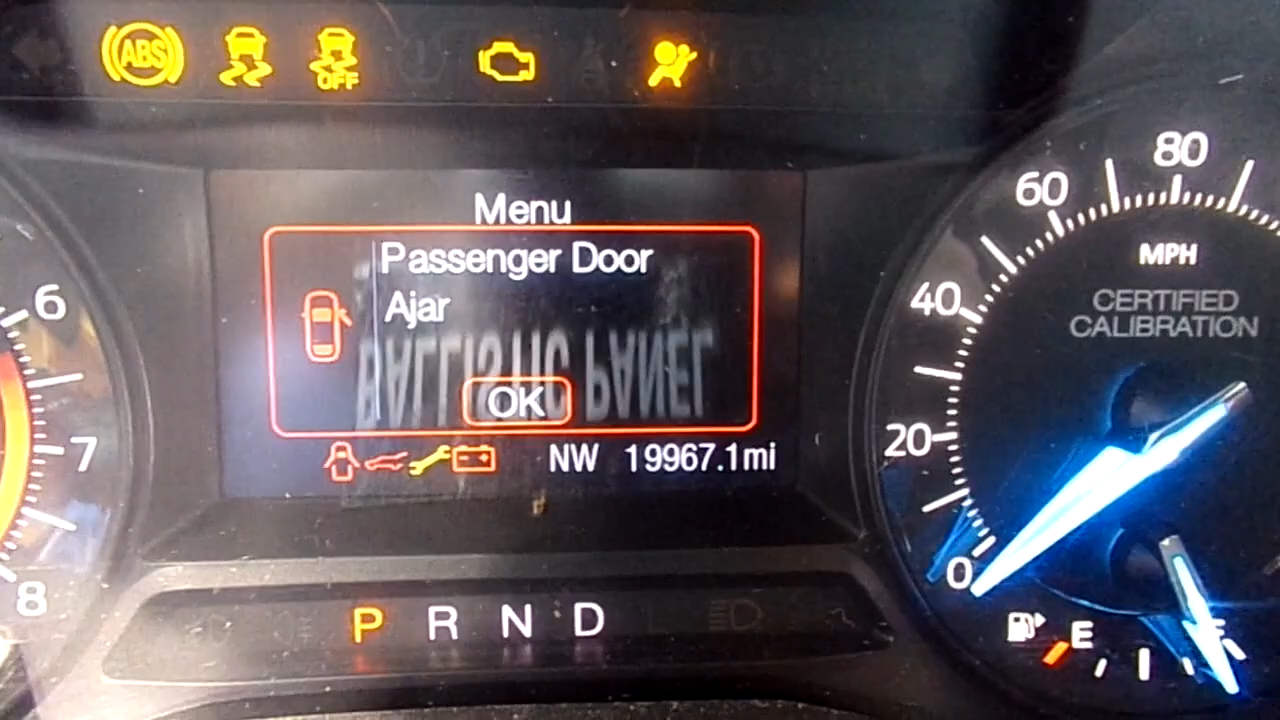 ABS
OFF
Menu
Passenger Door
Ajar
BALLISTIC PANEL
OK
NW 19967.1mi
P R N D
6
7
8
0
20
40
60
80
MPH
CERTIFIED
CALIBRATION
E
F